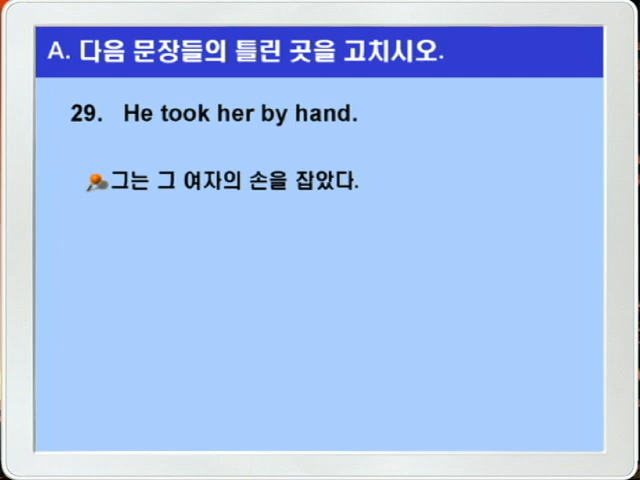 A. 다음 문장들의 틀린 곳을 고치시오.
29. He took her by hand.
그는 그 여자의 손을 잡았다.